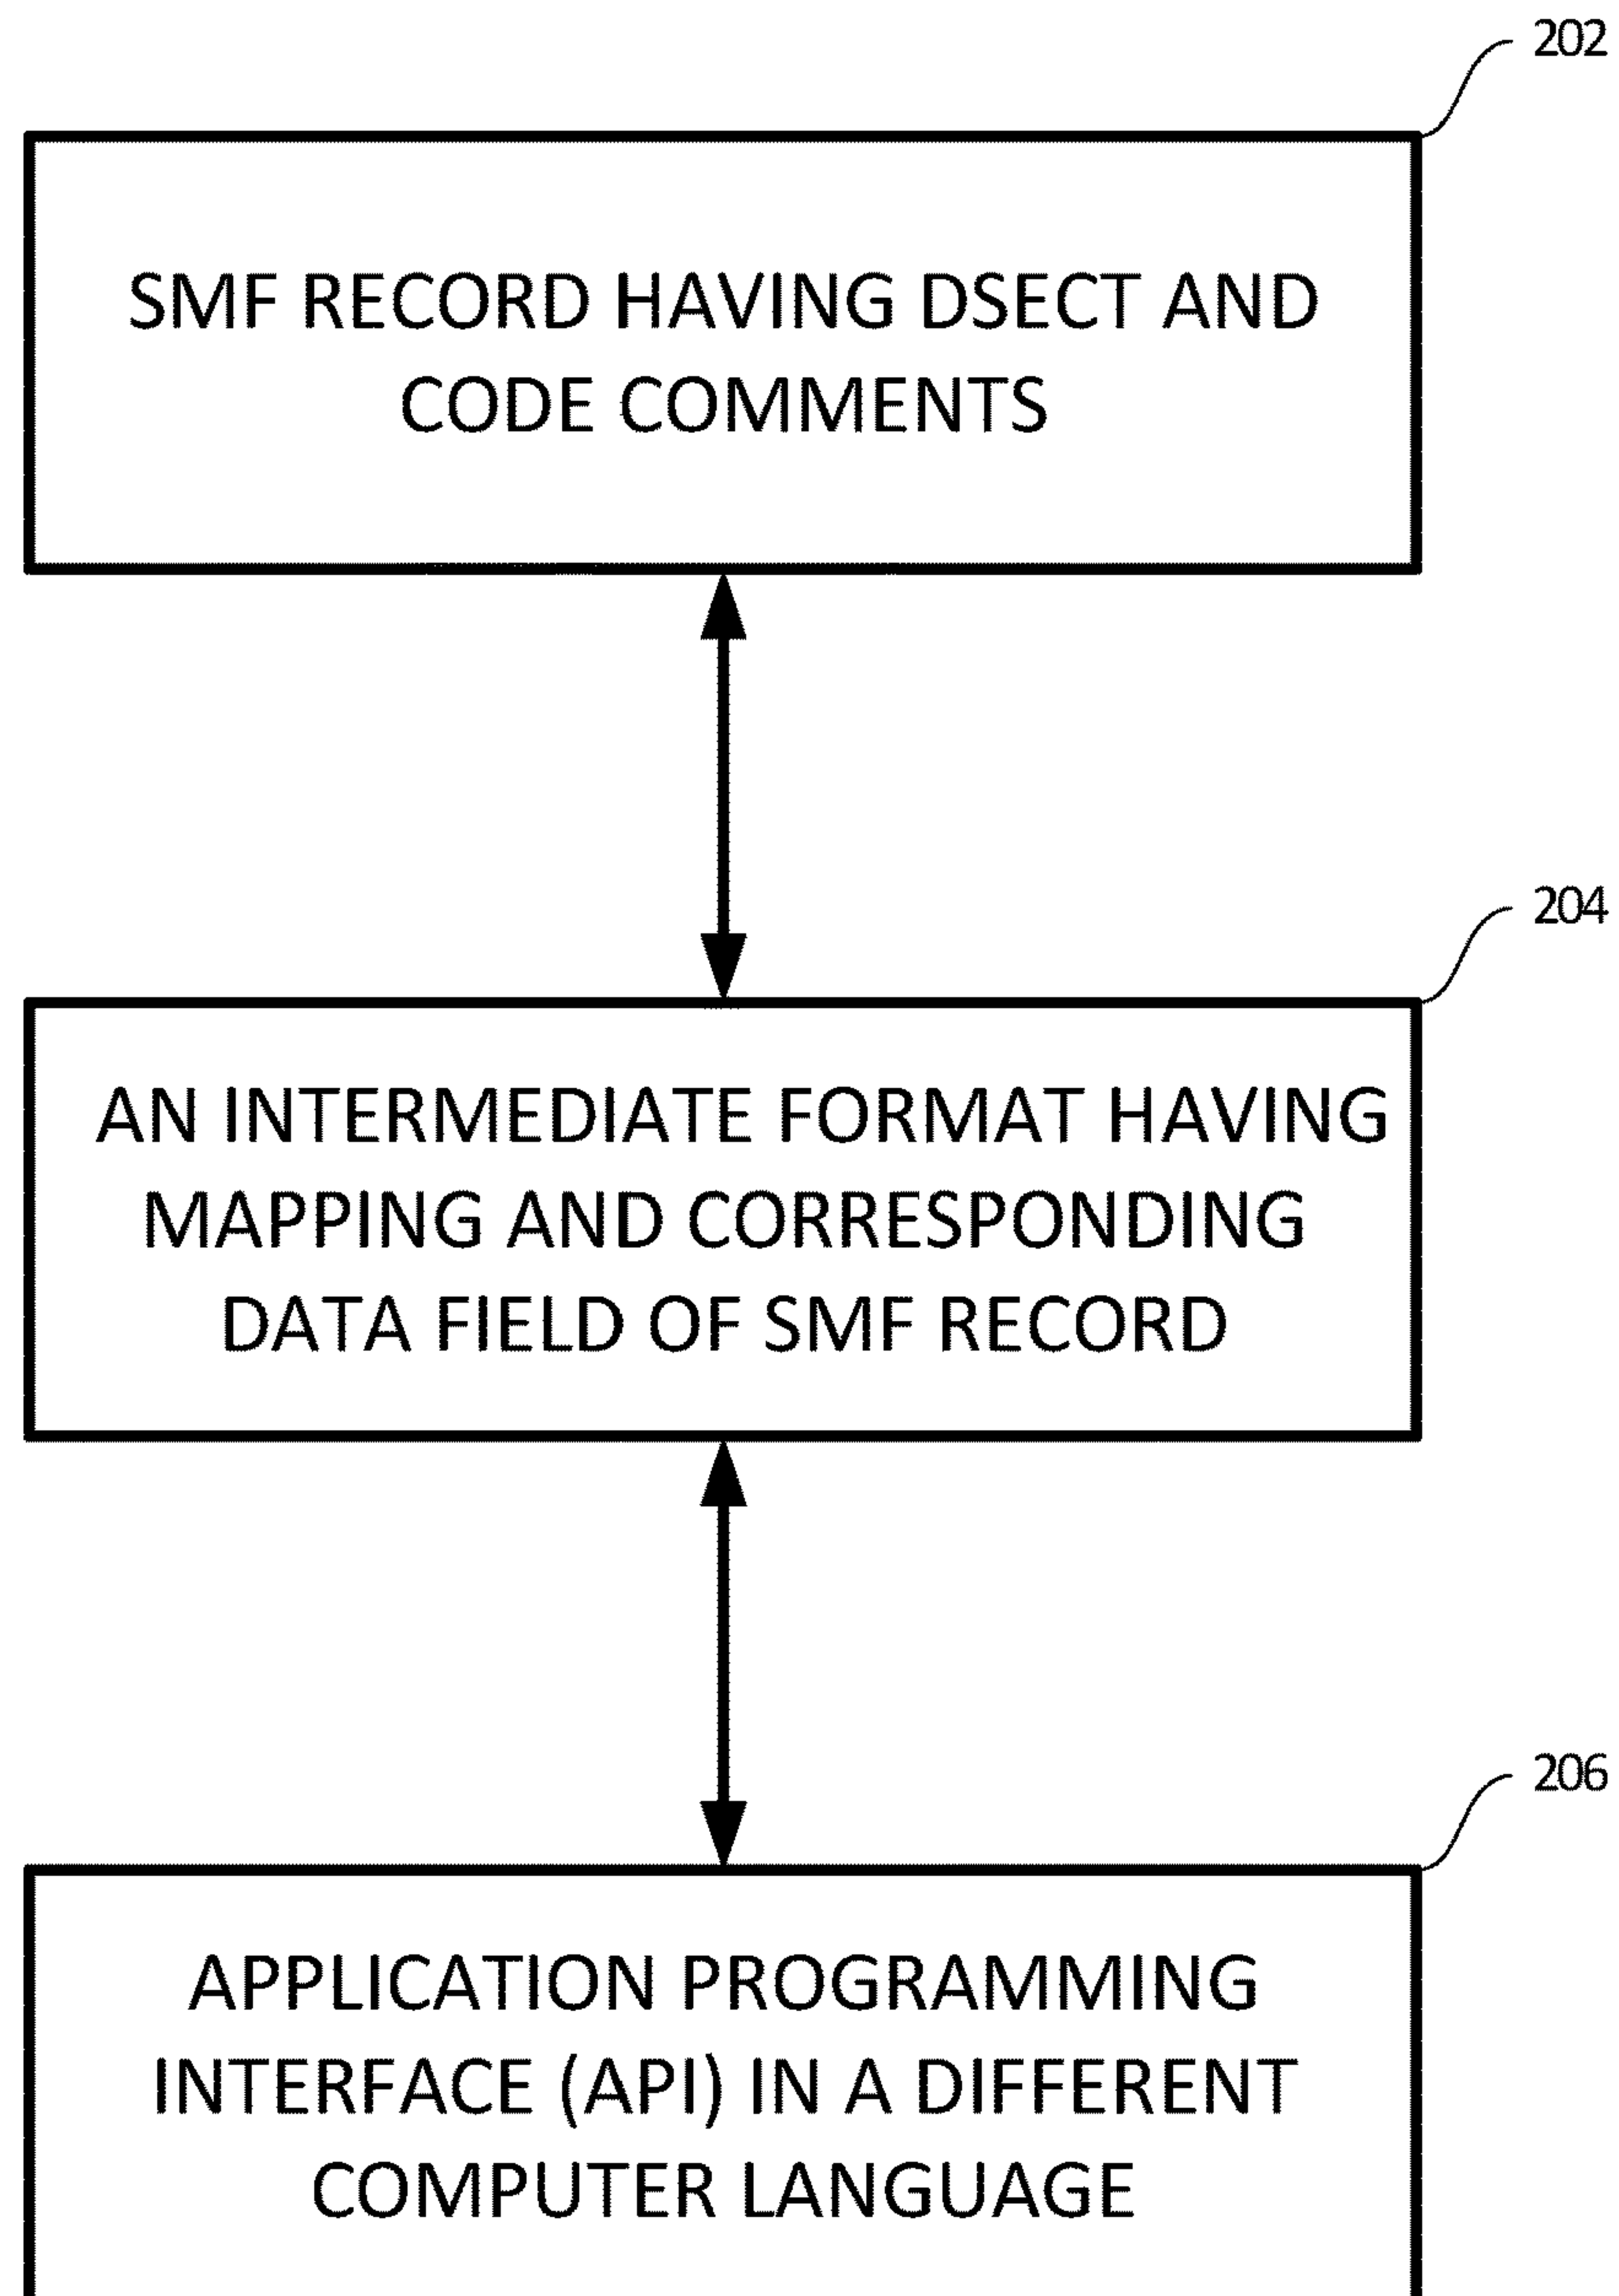 202
SMF RECORD HAVING DSECT AND
CODE COMMENTS
204
AN INTERMEDIATE FORMAT HAVING
MAPPING AND CORRESPONDING
DATA FIELD OF SMF RECORD
206
APPLICATION PROGRAMMING
INTERFACE (API) IN A DIFFERENT
COMPUTER LANGUAGE